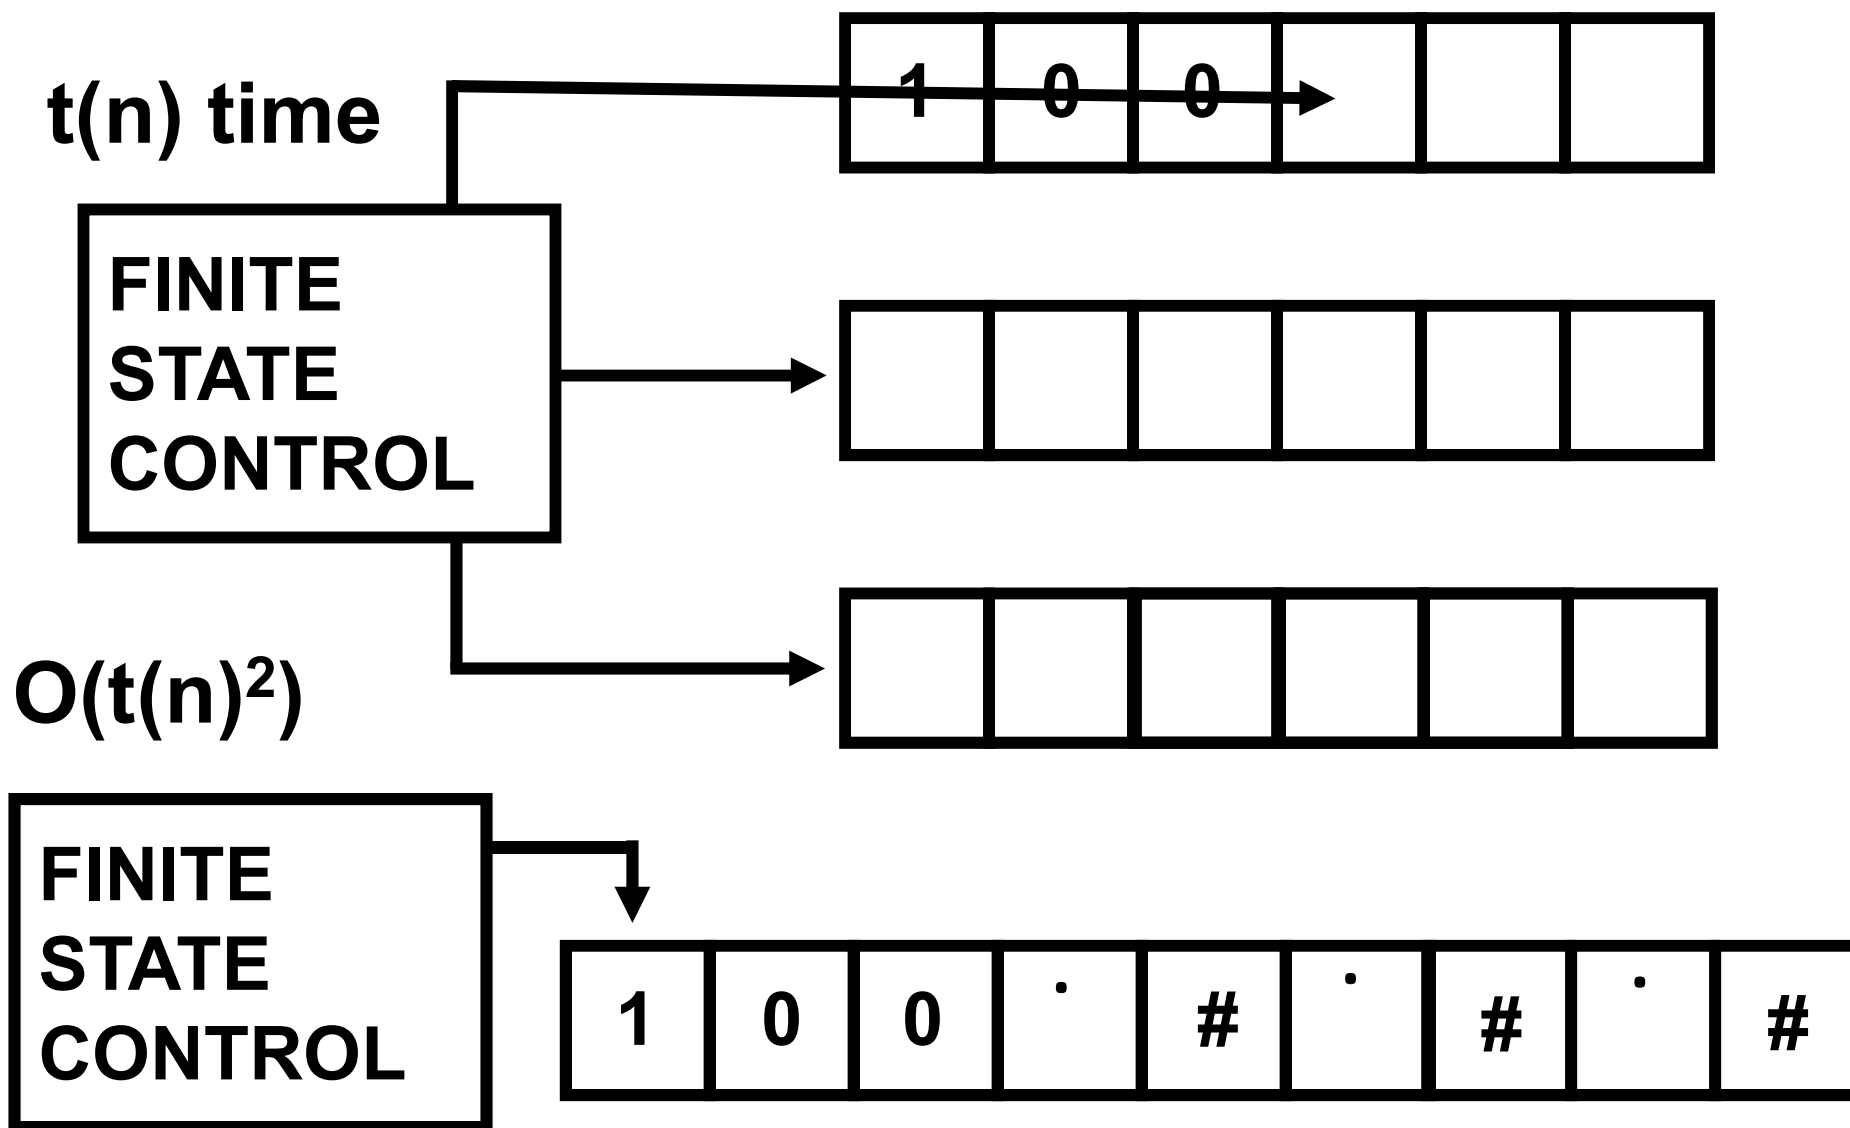 t(n) time
1 0 0
FINITE
STATE
CONTROL
O(t(n)²)
FINITE
STATE
CONTROL
1 0 0 . # . # . #